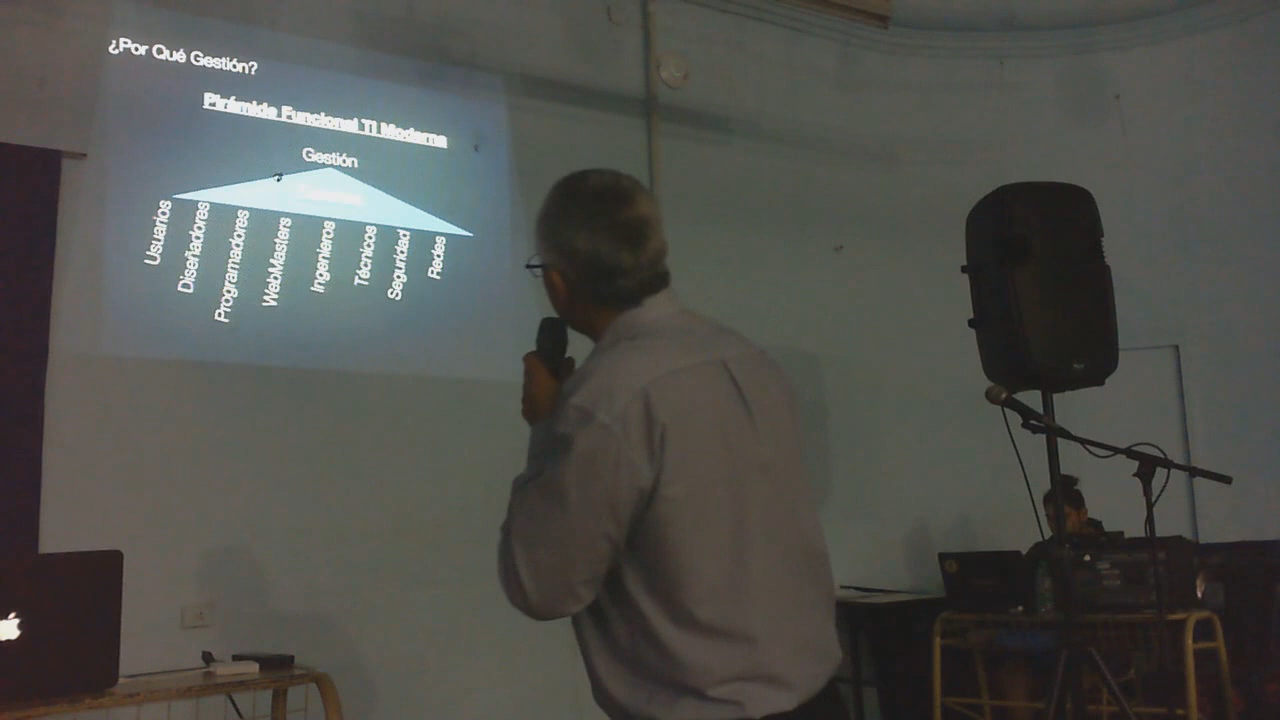 ¿Por Qué Gestión?
Pirámide Funcional TI Moderna
Gestión
Usuarios
Diseñadores
Programadores
WebMasters
Ingenieros
Técnicos
Seguridad
Redes